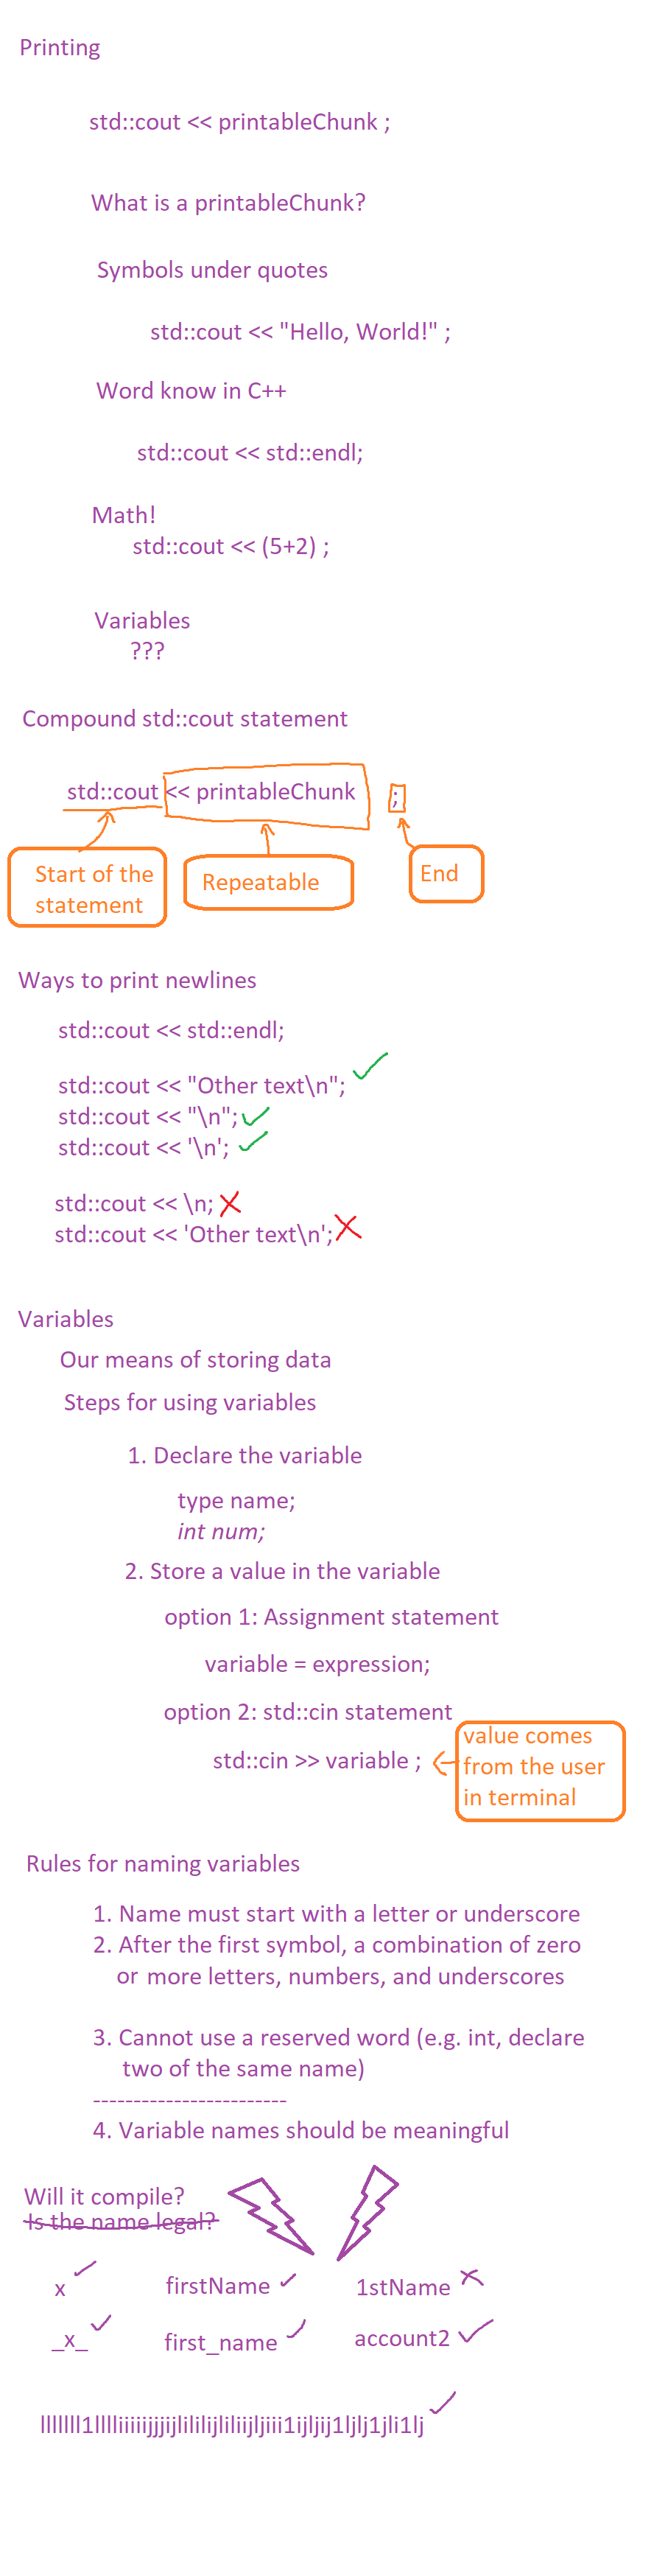 Printing
std::cout << printableChunk ;
What is a printableChunk?
Symbols under quotes
std::cout << "Hello, World!" ;
Word know in C++
std::cout << std::endl;
Math!
std::cout << (5+2) ;
Variables
???
Compound std::cout statement
std::cout << printableChunk ;
Start of the
statement
Repeatable
End
Ways to print newlines
std::cout << std::endl;
std::cout << "Other text\n";
std::cout << "\n";
std::cout << '\n';
std::cout << \n;
std::cout << 'Other text\n';
Variables
Our means of storing data
Steps for using variables
1. Declare the variable
type name;
int num;
2. Store a value in the variable
option 1: Assignment statement
variable = expression;
option 2: std::cin statement
std::cin >> variable ;
value comes
from the user
in terminal
Rules for naming variables
1. Name must start with a letter or underscore
2. After the first symbol, a combination of zero
or more letters, numbers, and underscores
3. Cannot use a reserved word (e.g. int, declare
two of the same name)
------------------------
4. Variable names should be meaningful
Will it compile?
Is the name legal?
x firstName 1stName
_x_ first_name account2